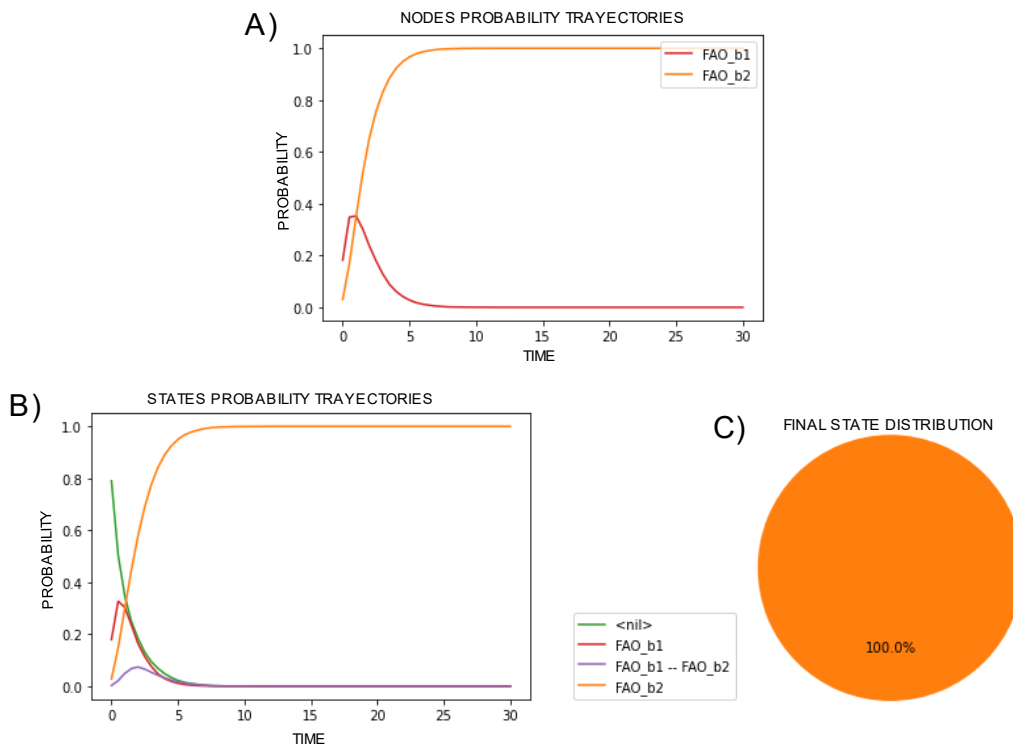 A)
NODES PROBABILITY TRAYECTORIES
FAO_b1
FAO_b2
PROBABILITY
1.0
0.8
0.6
0.4
0.2
0.0
0 5 10 15 20 25 30
TIME
B)
STATES PROBABILITY TRAYECTORIES
PROBABILITY
1.0
0.8
0.6
0.4
0.2
0.0
0 5 10 15 20 25 30
TIME
<nil>
FAO_b1
FAO_b1 -- FAO_b2
FAO_b2
C)
FINAL STATE DISTRIBUTION
100.0%